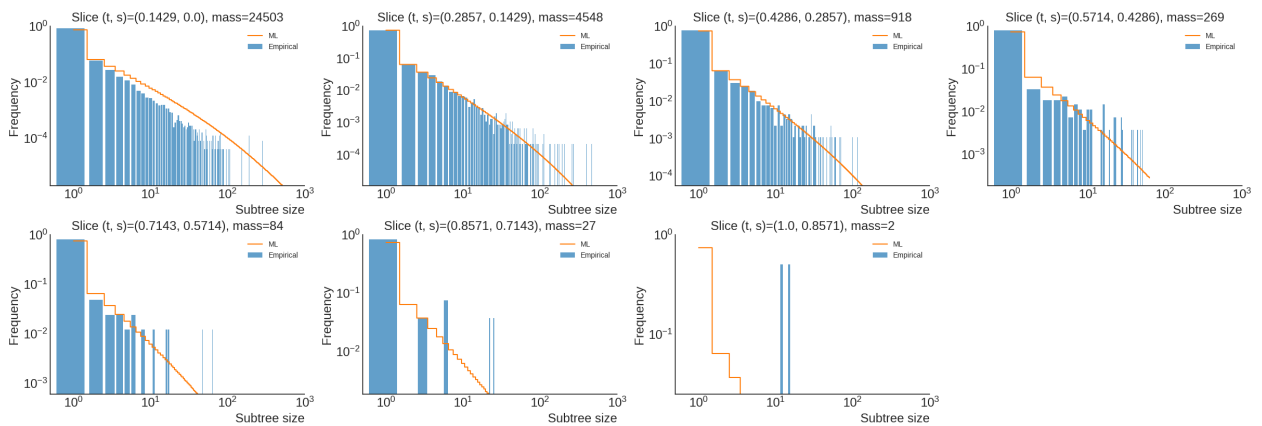 Slice (t, s)=(0.1429, 0.0), mass=24503
ML
Empirical
Frequency
10^0
10^−2
10^−4
10^0
10^1
10^2
10^3
Subtree size
Slice (t, s)=(0.2857, 0.1429), mass=4548
ML
Empirical
Frequency
10^0
10^−1
10^−2
10^−3
10^−4
10^0
10^1
10^2
10^3
Subtree size
Slice (t, s)=(0.4286, 0.2857), mass=918
ML
Empirical
Frequency
10^0
10^−1
10^−2
10^−3
10^−4
10^0
10^1
10^2
10^3
Subtree size
Slice (t, s)=(0.5714, 0.4286), mass=269
ML
Empirical
Frequency
10^0
10^−1
10^−2
10^−3
10^0
10^1
10^2
10^3
Subtree size
Slice (t, s)=(0.7143, 0.5714), mass=84
ML
Empirical
Frequency
10^0
10^−1
10^−2
10^−3
10^0
10^1
10^2
10^3
Subtree size
Slice (t, s)=(0.8571, 0.7143), mass=27
ML
Empirical
Frequency
10^0
10^−1
10^−2
10^0
10^1
10^2
10^3
Subtree size
Slice (t, s)=(1.0, 0.8571), mass=2
ML
Empirical
Frequency
10^0
10^−1
10^0
10^1
10^2
10^3
Subtree size